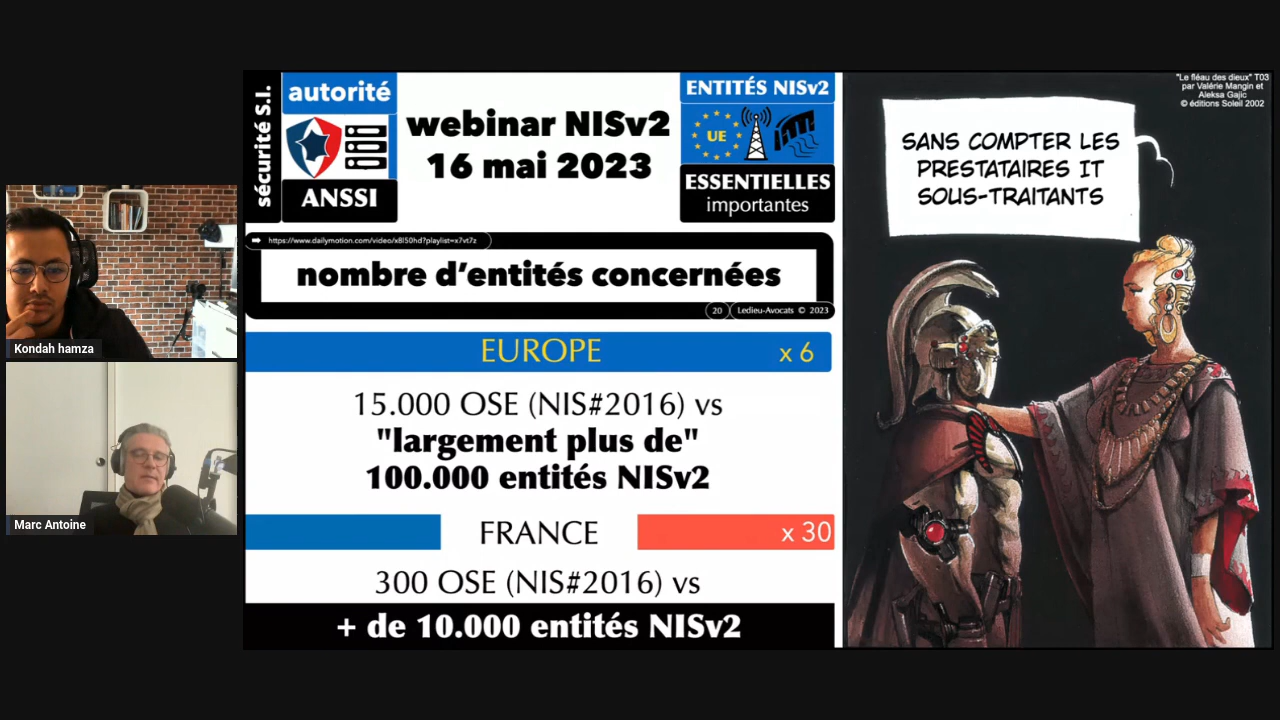 sécurité S.I.
autorité
ANSSI
webinar NISv2
16 mai 2023
ENTITÉS NISv2
UE
ESSENTIELLES
importantes
➡ https://www.dailymotion.com/video/x8l50hd?playlist=x7vt7z
nombre d’entités concernées
20 Ledieu-Avocats © 2023
EUROPE x 6
15.000 OSE (NIS#2016) vs
"largement plus de"
100.000 entités NISv2
FRANCE x 30
300 OSE (NIS#2016) vs
+ de 10.000 entités NISv2
"Le fléau des dieux" T03
par Valérie Mangin et
Aleksa Gajic
© éditions Soleil 2002
SANS COMPTER LES
PRESTATAIRES IT
SOUS-TRAITANTS
Kondah hamza
Marc Antoine